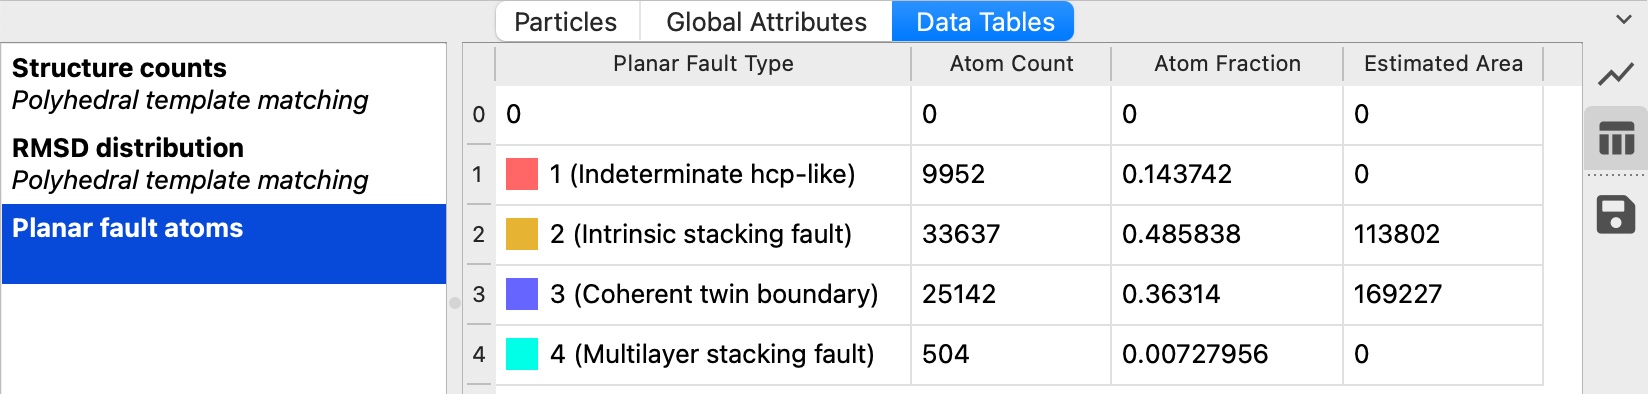 Particles Global Attributes Data Tables
Structure counts
Polyhedral template matching
RMSD distribution
Polyhedral template matching
Planar fault atoms
Planar Fault Type Atom Count Atom Fraction Estimated Area
0 0 0 0 0
1 1 (Indeterminate hcp-like) 9952 0.143742 0
2 2 (Intrinsic stacking fault) 33637 0.485838 113802
3 3 (Coherent twin boundary) 25142 0.36314 169227
4 4 (Multilayer stacking fault) 504 0.00727956 0